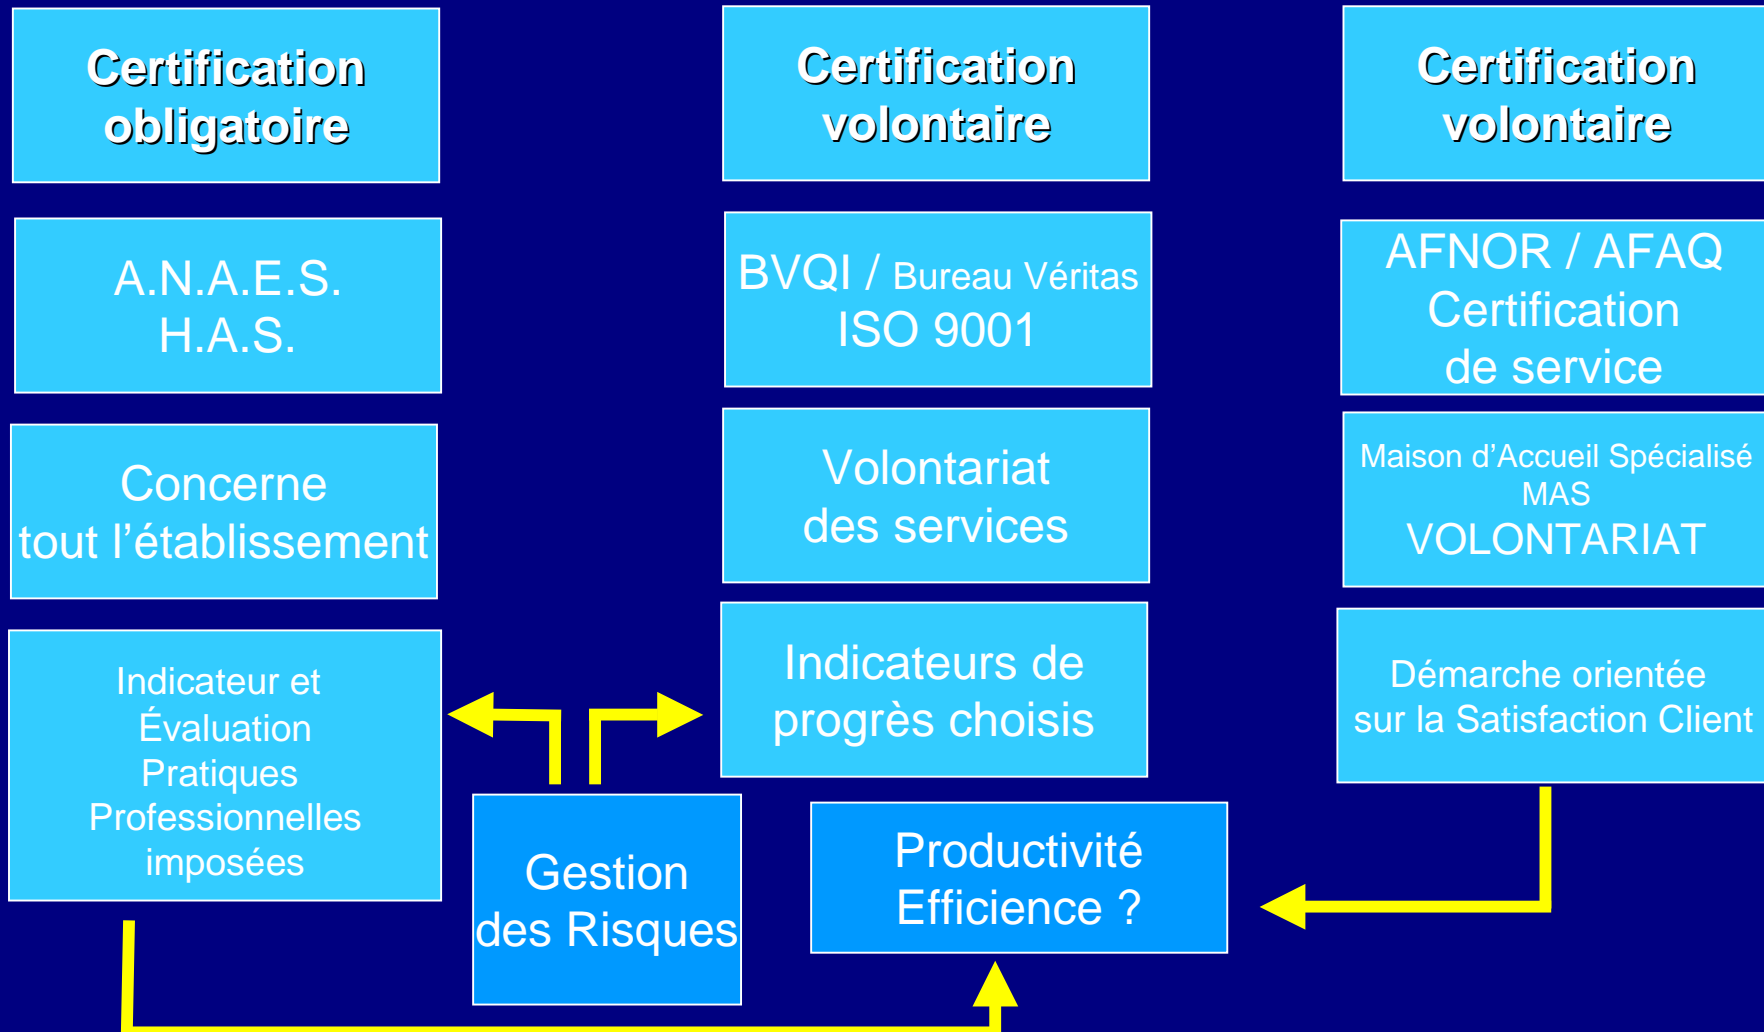 Certification
obligatoire
A.N.A.E.S.
H.A.S.
Concerne
tout l’établissement
Indicateur et
Évaluation
Pratiques
Professionnelles
imposées
Certification
volontaire
BVQI / Bureau Véritas
ISO 9001
Volontariat
des services
Indicateurs de
progrès choisis
Certification
volontaire
AFNOR / AFAQ
Certification
de service
Maison d’Accueil Spécialisé
MAS
VOLONTARIAT
Démarche orientée
sur la Satisfaction Client
Gestion
des Risques
Productivité
Efficience ?